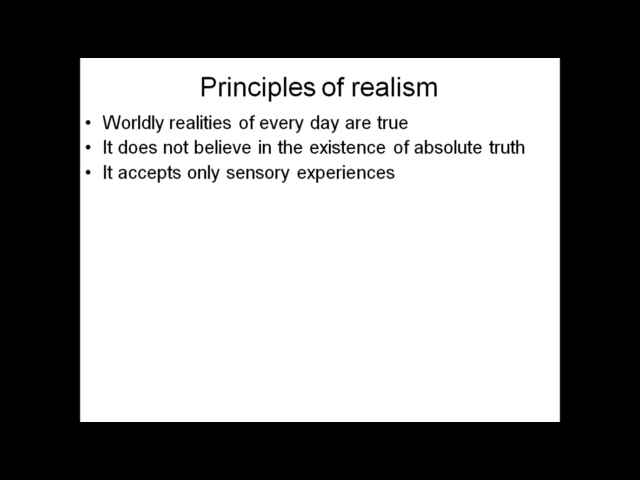 Principles of realism
• Worldly realities of every day are true
• It does not believe in the existence of absolute truth
• It accepts only sensory experiences